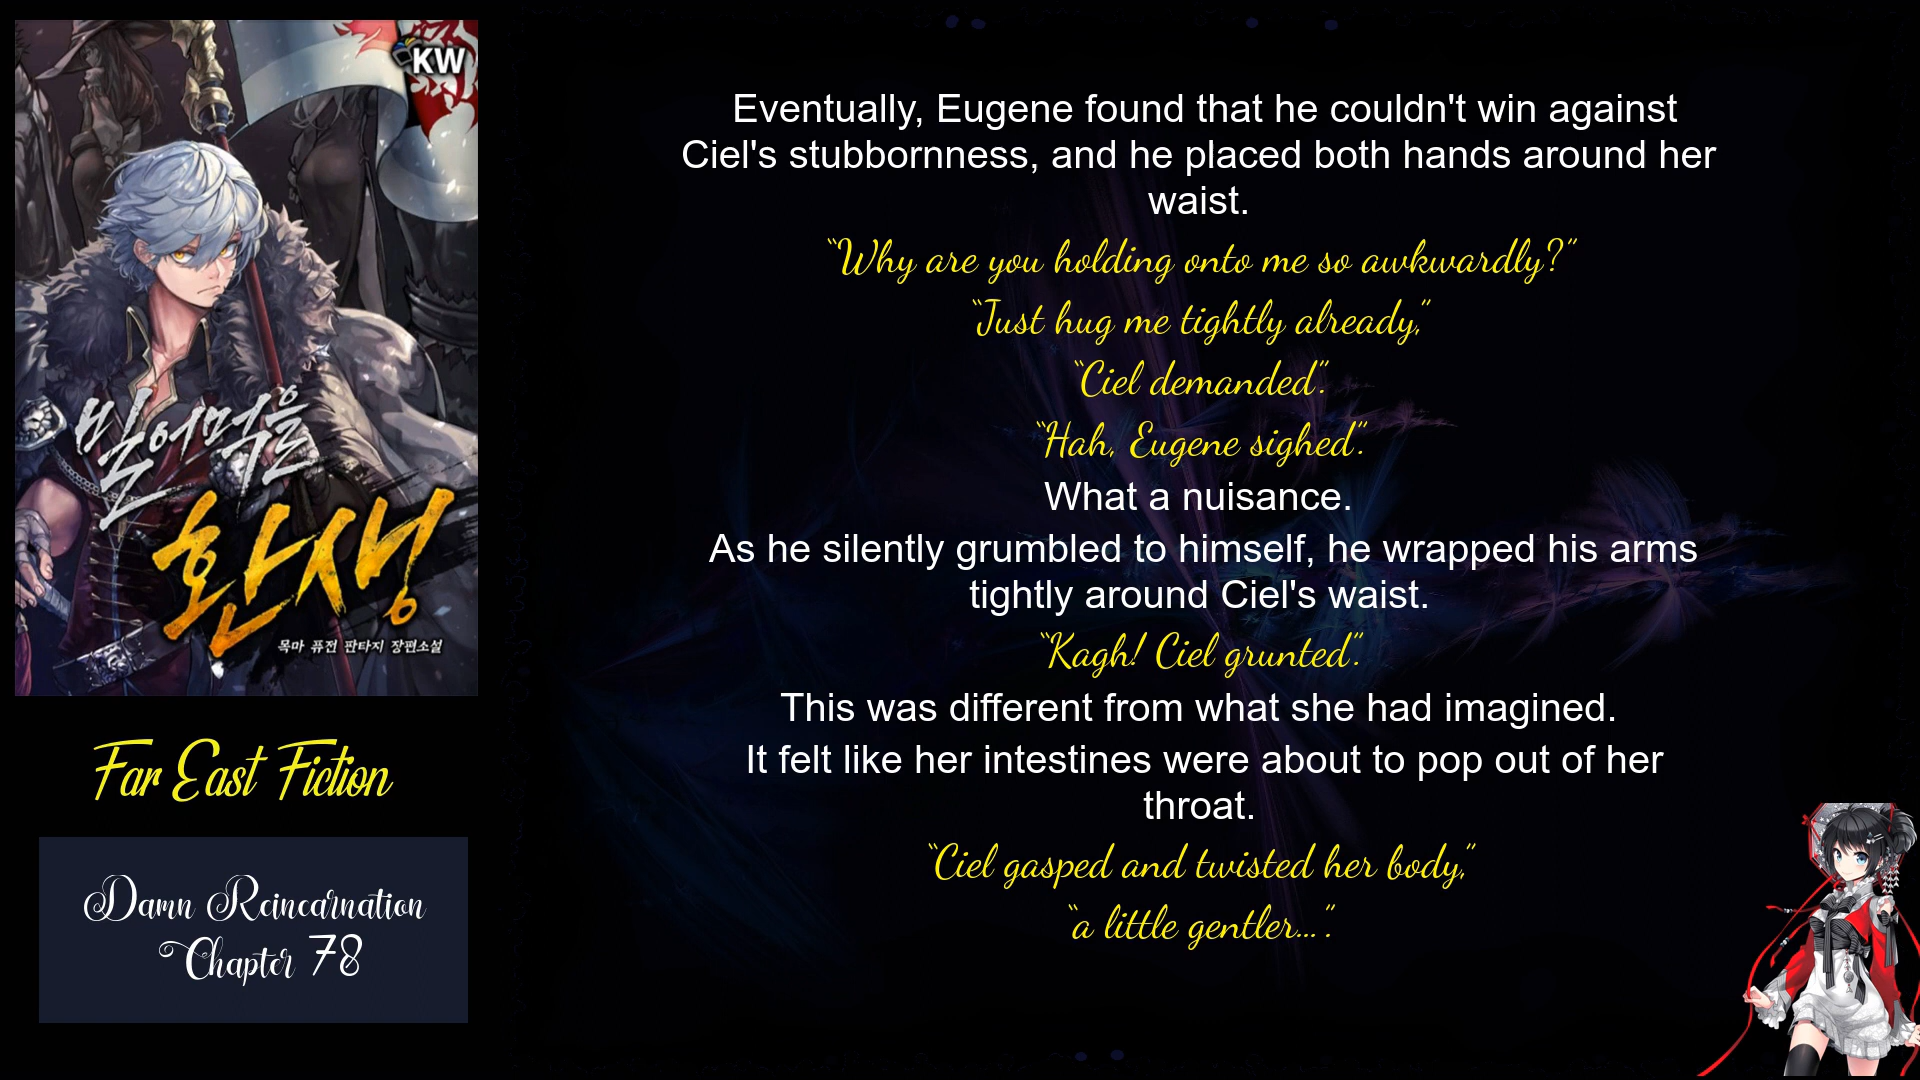 KW
빌어먹을
환생
목마 퓨전 판타지 장편소설
Far East Fiction
Damn Reincarnation
Chapter 78
Eventually, Eugene found that he couldn't win against
Ciel's stubbornness, and he placed both hands around her
waist.
“Why are you holding onto me so awkwardly?”
“Just hug me tightly already,”
“Ciel demanded”.
“Hah, Eugene sighed”.
What a nuisance.
As he silently grumbled to himself, he wrapped his arms
tightly around Ciel's waist.
“Kagh! Ciel grunted”.
This was different from what she had imagined.
It felt like her intestines were about to pop out of her
throat.
“Ciel gasped and twisted her body,”
“a little gentler…”.